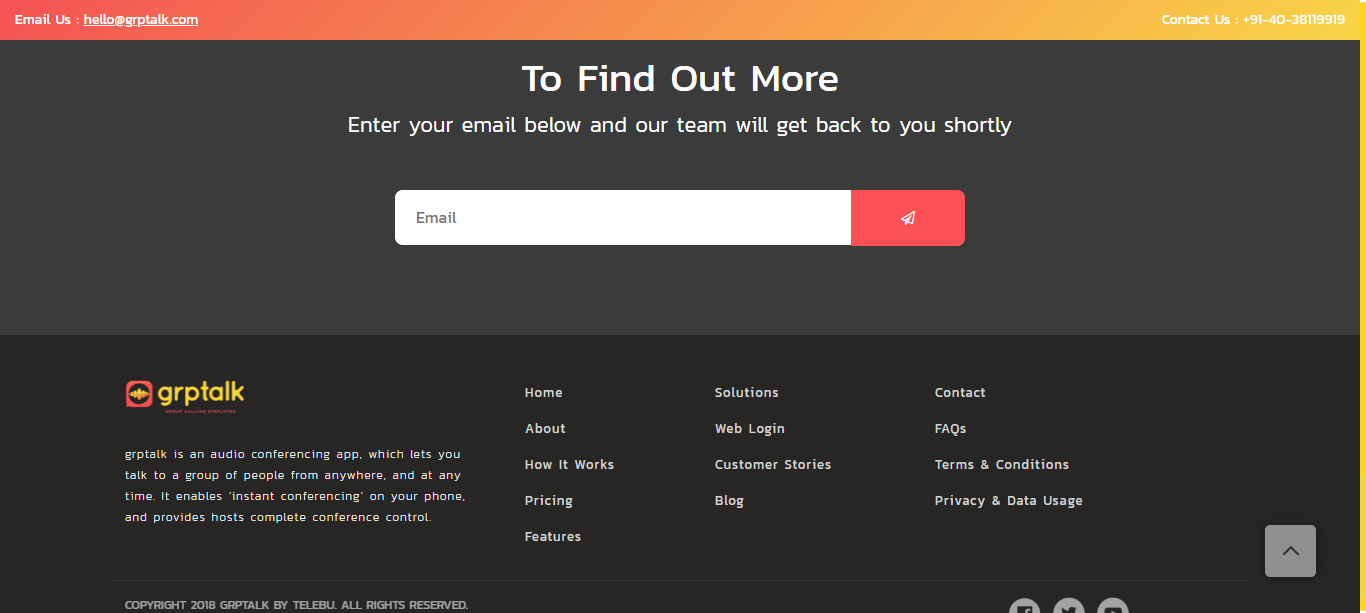 Email Us : hello@grptalk.com
Contact Us : +91-40-38119919
To Find Out More
Enter your email below and our team will get back to you shortly
Email
grptalk
GROUP CALLING SIMPLIFIED
grptalk is an audio conferencing app, which lets you
talk to a group of people from anywhere, and at any
time. It enables ‘instant conferencing’ on your phone,
and provides hosts complete conference control.
Home
About
How It Works
Pricing
Features
Solutions
Web Login
Customer Stories
Blog
Contact
FAQs
Terms & Conditions
Privacy & Data Usage
COPYRIGHT 2018 GRPTALK BY TELEBU. ALL RIGHTS RESERVED.